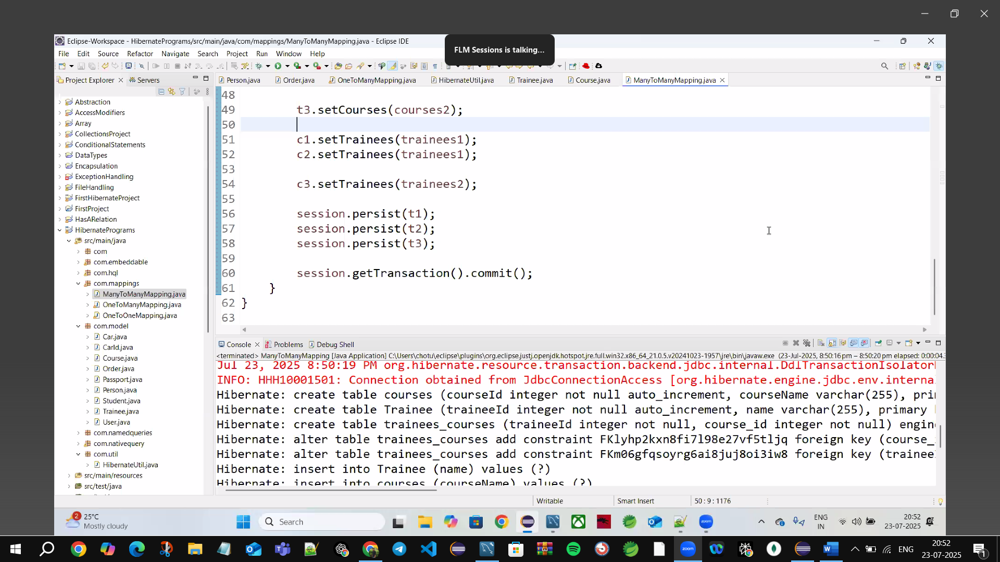 Eclipse-Workspace - HibernatePrograms/src/main/java/com/mappings/ManyToManyMapping.java - Eclipse IDE
FLM Sessions is talking...
File Edit Source Refactor Navigate Search Project Run Window Help
Project Explorer Servers
Person.java Order.java OneToManyMapping.java HibernateUtil.java Trainee.java Course.java ManyToManyMapping.java
Abstraction
AccessModifiers
Array
CollectionsProject
ConditionalStatements
DataTypes
Encapsulation
ExceptionHandling
FileHandling
FirstHibernateProject
FirstProject
HasARelation
HibernatePrograms
src/main/java
com
com.embeddable
com.hql
com.mappings
ManyToManyMapping.java
OneToManyMapping.java
OneToOneMapping.java
com.model
Car.java
CarId.java
Course.java
Order.java
Passport.java
Person.java
Student.java
Trainee.java
User.java
com.namedqueries
com.nativequery
com.util
HibernateUtil.java
src/main/resources
src/test/java
48
49 t3.setCourses(courses2);
50
51 c1.setTrainees(trainees1);
52 c2.setTrainees(trainees1);
53
54 c3.setTrainees(trainees2);
55
56 session.persist(t1);
57 session.persist(t2);
58 session.persist(t3);
59
60 session.getTransaction().commit();
61 }
62 }
63
Console Problems Debug Shell
<terminated> ManyToManyMapping [Java Application] C:\Users\chotu\eclipse\plugins\org.eclipse.justj.openjdk.hotspot.jre.full.win32.x86_64_21.0.5.v20241023-1957\jre\bin\javaw.exe (23-Jul-2025, 8:50:16 pm – 8:50:20 pm elapsed: 0:00:04.
Jul 23, 2025 8:50:19 PM org.hibernate.resource.transaction.backend.jdbc.internal.DdlTransactionIsolator
INFO: HHH10001501: Connection obtained from JdbcConnectionAccess [org.hibernate.engine.jdbc.env.interna
Hibernate: create table courses (courseId integer not null auto_increment, courseName varchar(255), pri
Hibernate: create table Trainee (traineeId integer not null auto_increment, name varchar(255), primary
Hibernate: create table trainees_courses (traineeId integer not null, course_id integer not null) engin
Hibernate: alter table trainees_courses add constraint FKlyhp2kxn8fi7l98e27vf5tljq foreign key (course_
Hibernate: alter table trainees_courses add constraint FKm06gfqsoyrg6ai8juj8oi3iw8 foreign key (trainee
Hibernate: insert into Trainee (name) values (?)
Hibernate: insert into courses (courseName) values (?)
Writable Smart Insert 50 : 9 : 1176
2 25°C
Mostly cloudy
Search
zoom
ENG
IN
20:52
23-07-2025
zoom
ENG
20:52
23-07-2025
1